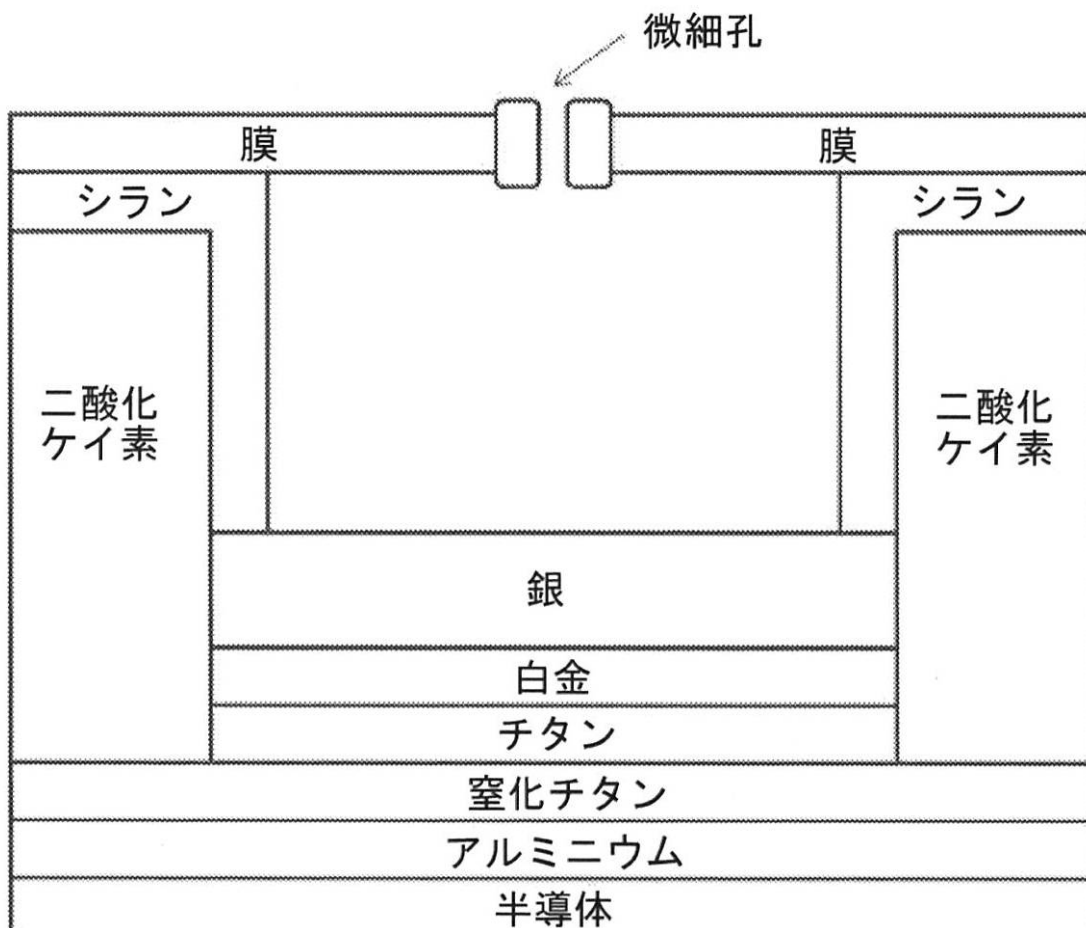 微細孔
膜
膜
シラン
シラン
二酸化
ケイ素
二酸化
ケイ素
銀
白金
チタン
窒化チタン
アルミニウム
半導体